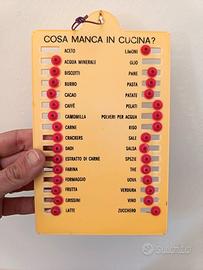 COSA MANCA IN CUCINA?
ACETO LIMONI
ACQUA MINERALE OLIO
BISCOTTI PANE
BURRO PASTA
CACAO PATATE
CAFFÈ PELATI
CAMOMILLA POLVERI PER ACQUA
CARNE RISO
CRACKERS SALE
DADI SALSA
ESTRATTO DI CARNE SPEZIE
FARINA THE
FORMAGGIO UOVA
FRUTTA VERDURA
GRISSINI VINO
LATTE ZUCCHERO
Subito.it